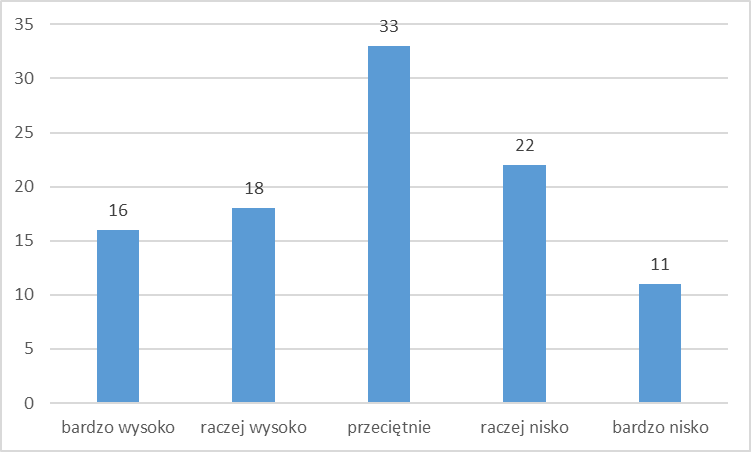 35
30
25
20
15
10
5
0
16
18
33
22
11
bardzo wysoko
raczej wysoko
przeciętnie
raczej nisko
bardzo nisko